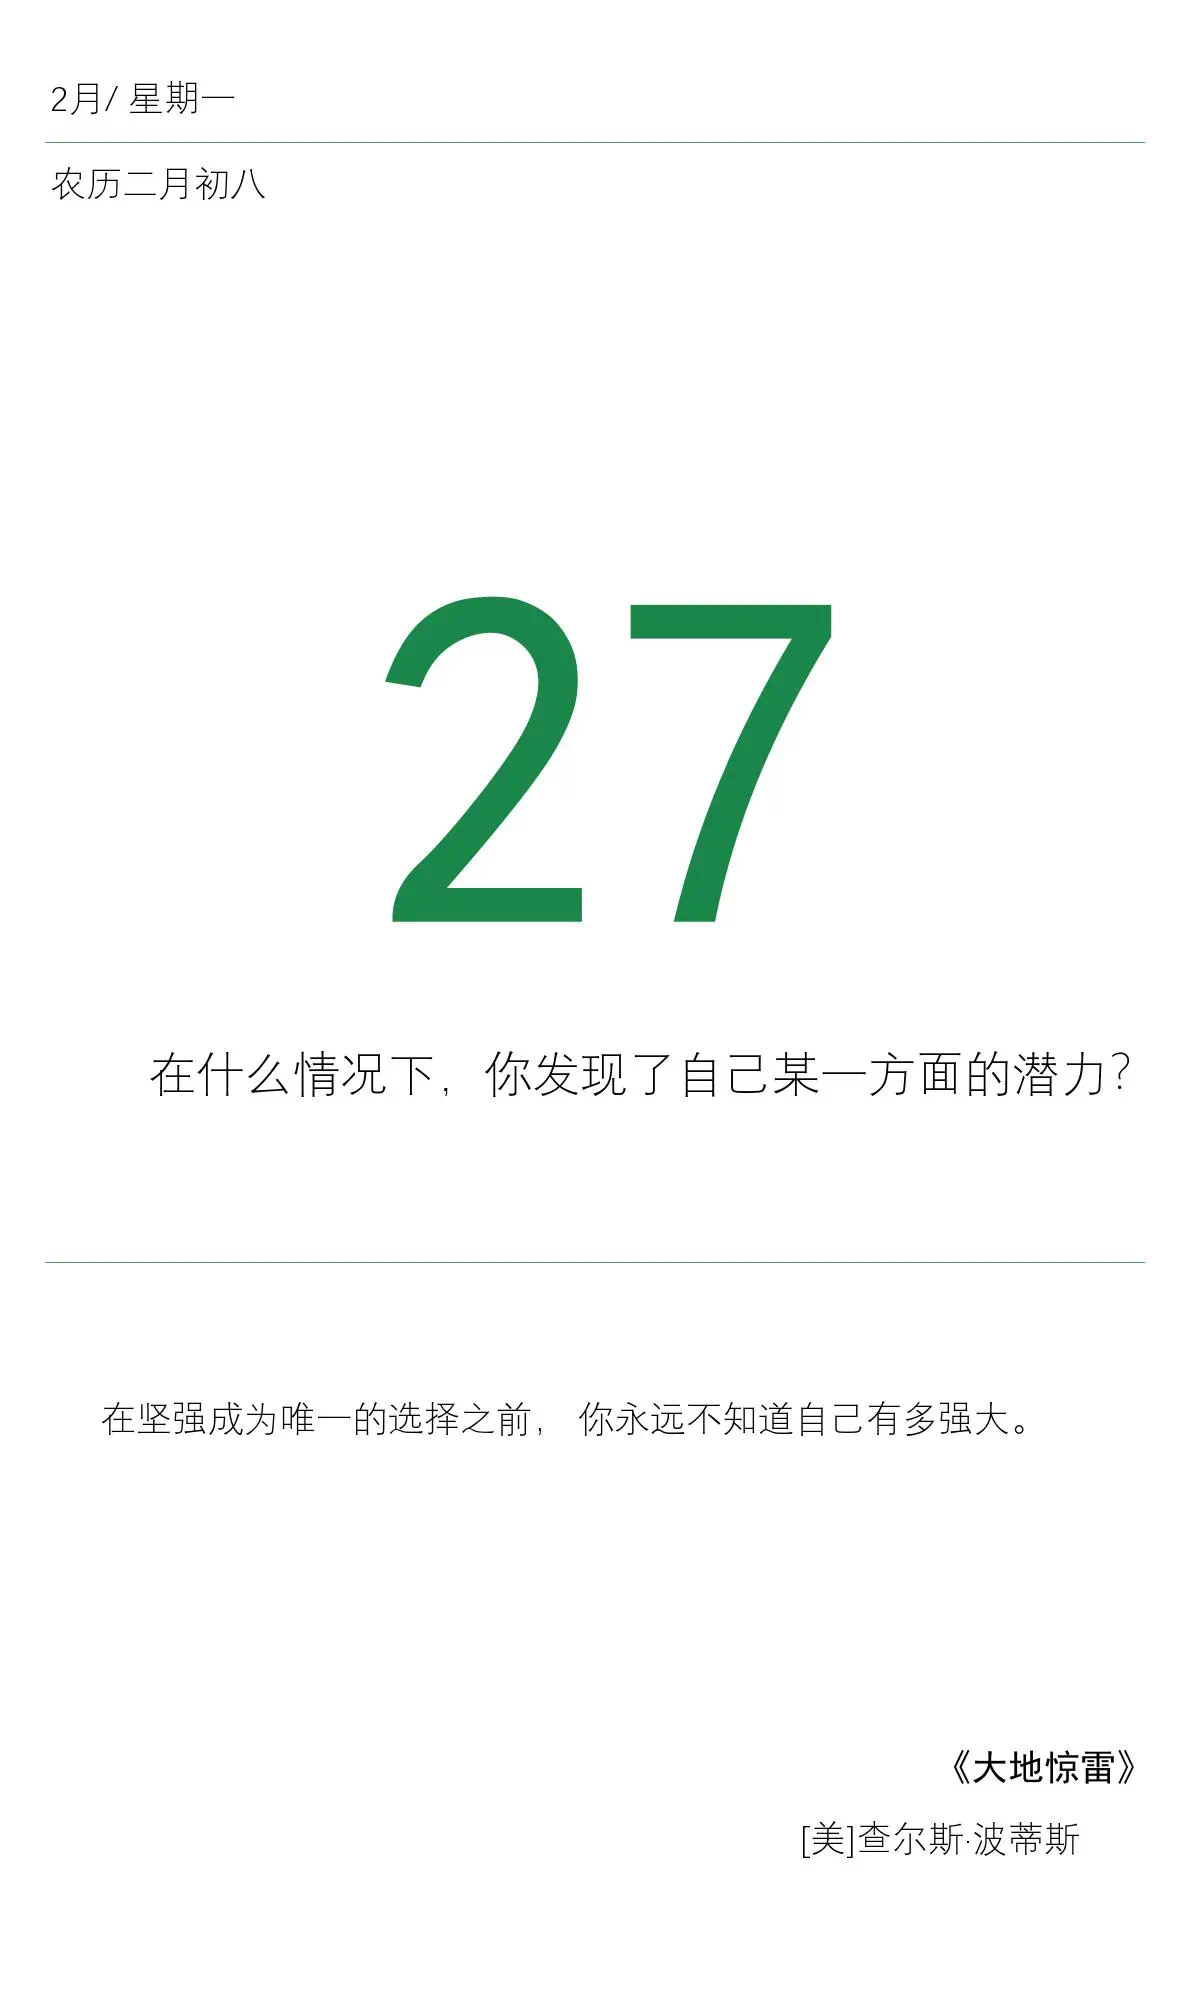 2月/ 星期一
农历二月初八
27
在什么情况下，你发现了自己某一方面的潜力？
在坚强成为唯一的选择之前， 你永远不知道自己有多强大。
《大地惊雷》
[美]查尔斯·波蒂斯